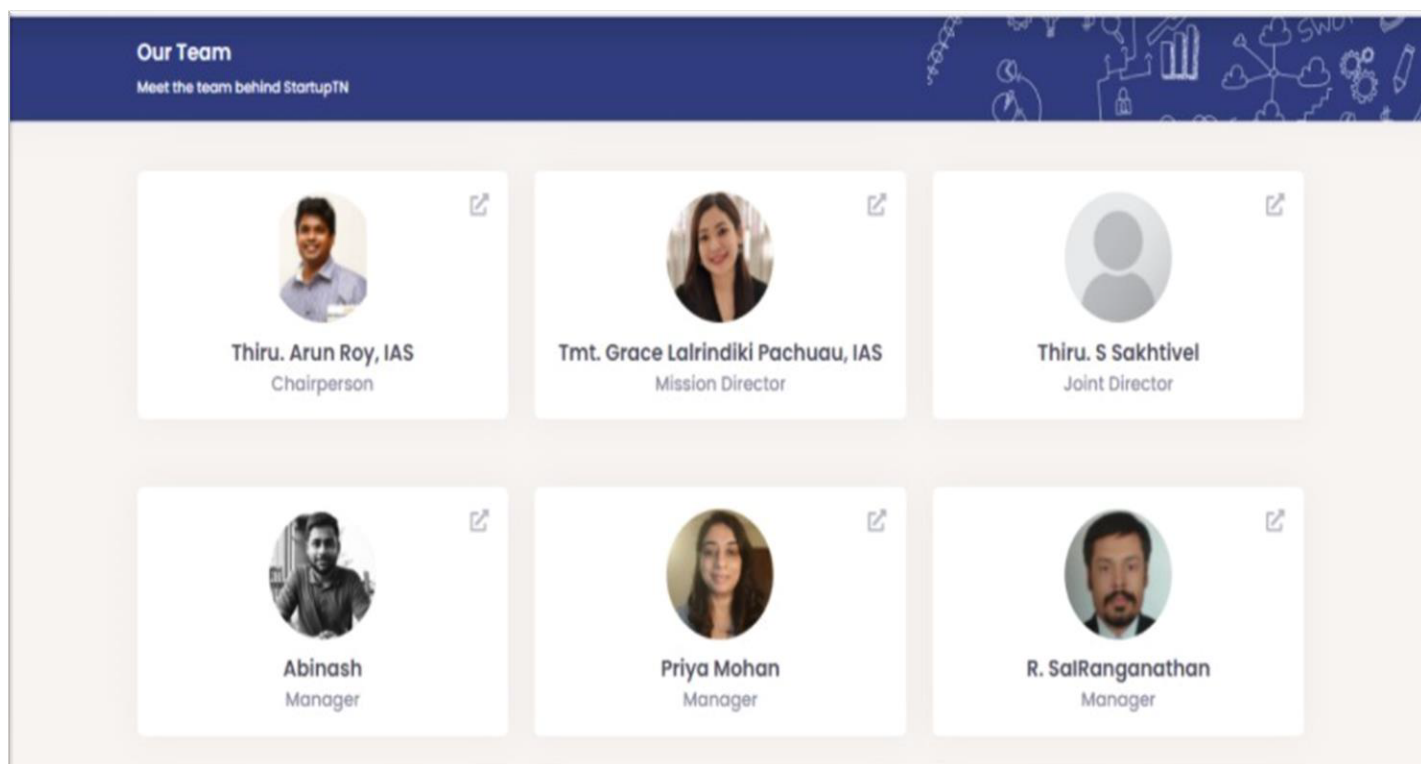 Our Team
Meet the team behind StartupTN
SWOT
Thiru. Arun Roy, IAS
Chairperson
Tmt. Grace Lalrindiki Pachuau, IAS
Mission Director
Thiru. S Sakhtivel
Joint Director
Abinash
Manager
Priya Mohan
Manager
R. SaIRanganathan
Manager